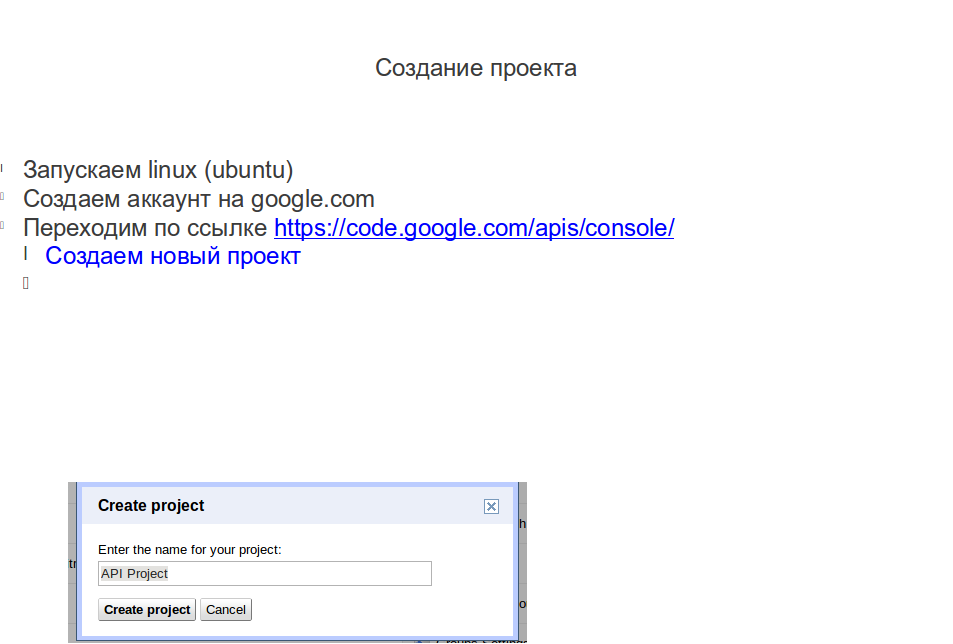 Создание проекта
Запускаем linux (ubuntu)
Создаем аккаунт на google.com
Переходим по ссылке https://code.google.com/apis/console/
Создаем новый проект
Create project
Enter the name for your project:
API Project
Create project Cancel